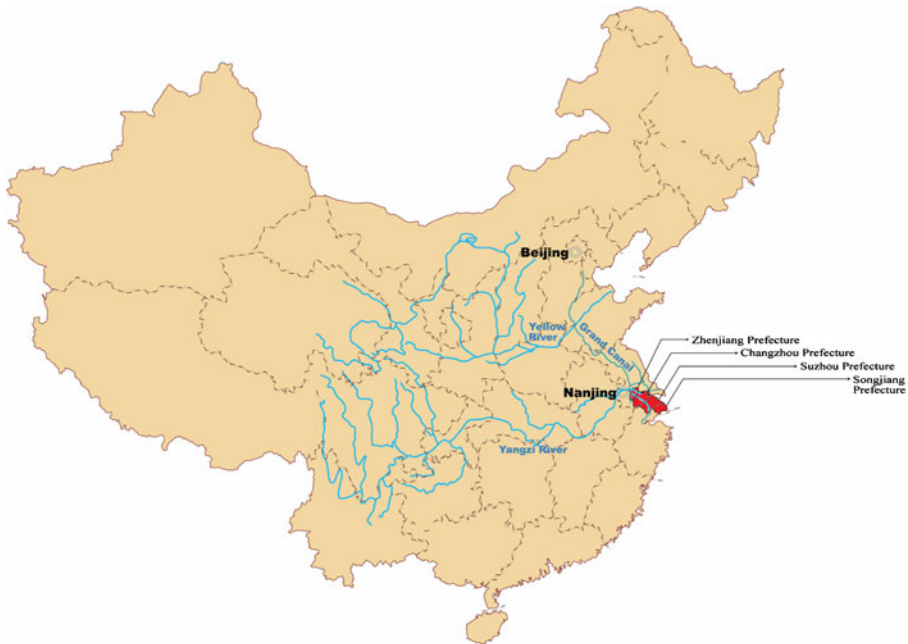 Beijing
Yellow
River
Grand Canal
Zhenjiang Prefecture
Changzhou Prefecture
Suzhou Prefecture
Songjiang
Prefecture
Nanjing
Yangzi River